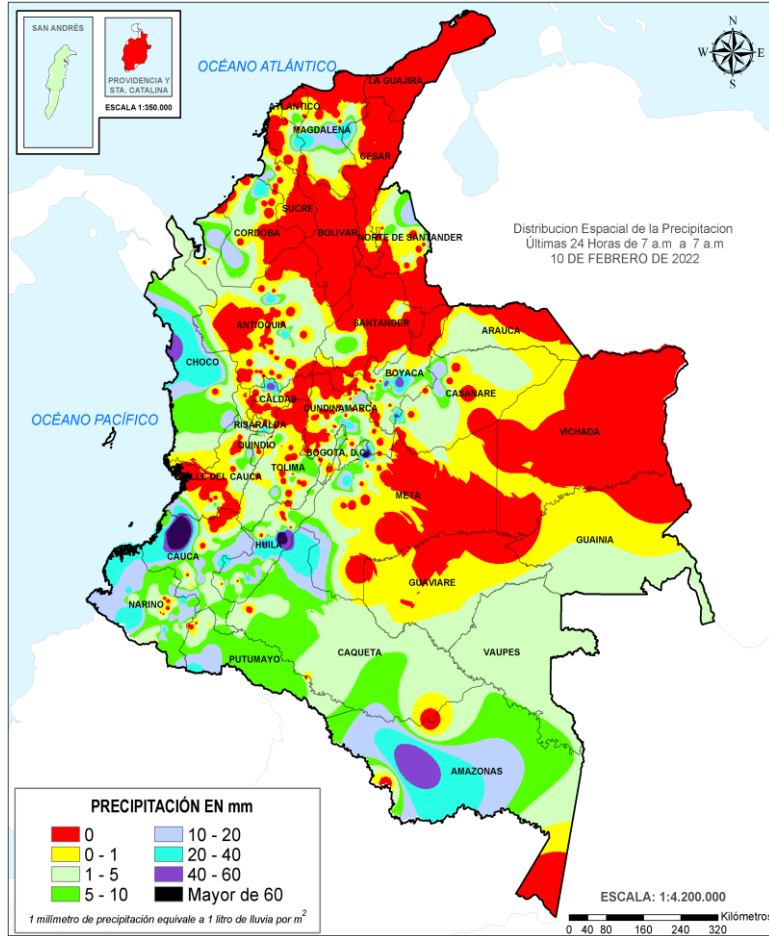 SAN ANDRÉS
PROVIDENCIA Y
STA. CATALINA
ESCALA 1:350.000
OCÉANO ATLÁNTICO
N
W E
S
LA GUAJIRA
ATLANTICO
MAGDALENA
CESAR
SUCRE
CORDOBA
BOLIVAR
NORTE DE SANTANDER
Distribucion Espacial de la Precipitacion
Últimas 24 Horas de 7 a.m a 7 a.m
10 DE FEBRERO DE 2022
ANTIOQUIA
SANTANDER
ARAUCA
CHOCO
BOYACA
CALDAS
CASANARE
CUNDINAMARCA
OCÉANO PACÍFICO
RISARALDA
VICHADA
QUINDIO
BOGOTA, D.C.
TOLIMA
VALLE DEL CAUCA
META
GUAINIA
HUILA
CAUCA
GUAVIARE
NARINO
CAQUETA
VAUPES
PUTUMAYO
AMAZONAS
PRECIPITACIÓN EN mm
0 10 - 20
0 - 1 20 - 40
1 - 5 40 - 60
5 - 10 Mayor de 60
1 milímetro de precipitación equivale a 1 litro de lluvia por m2
ESCALA: 1:4.200.000
Kilómetros
0 40 80 160 240 320